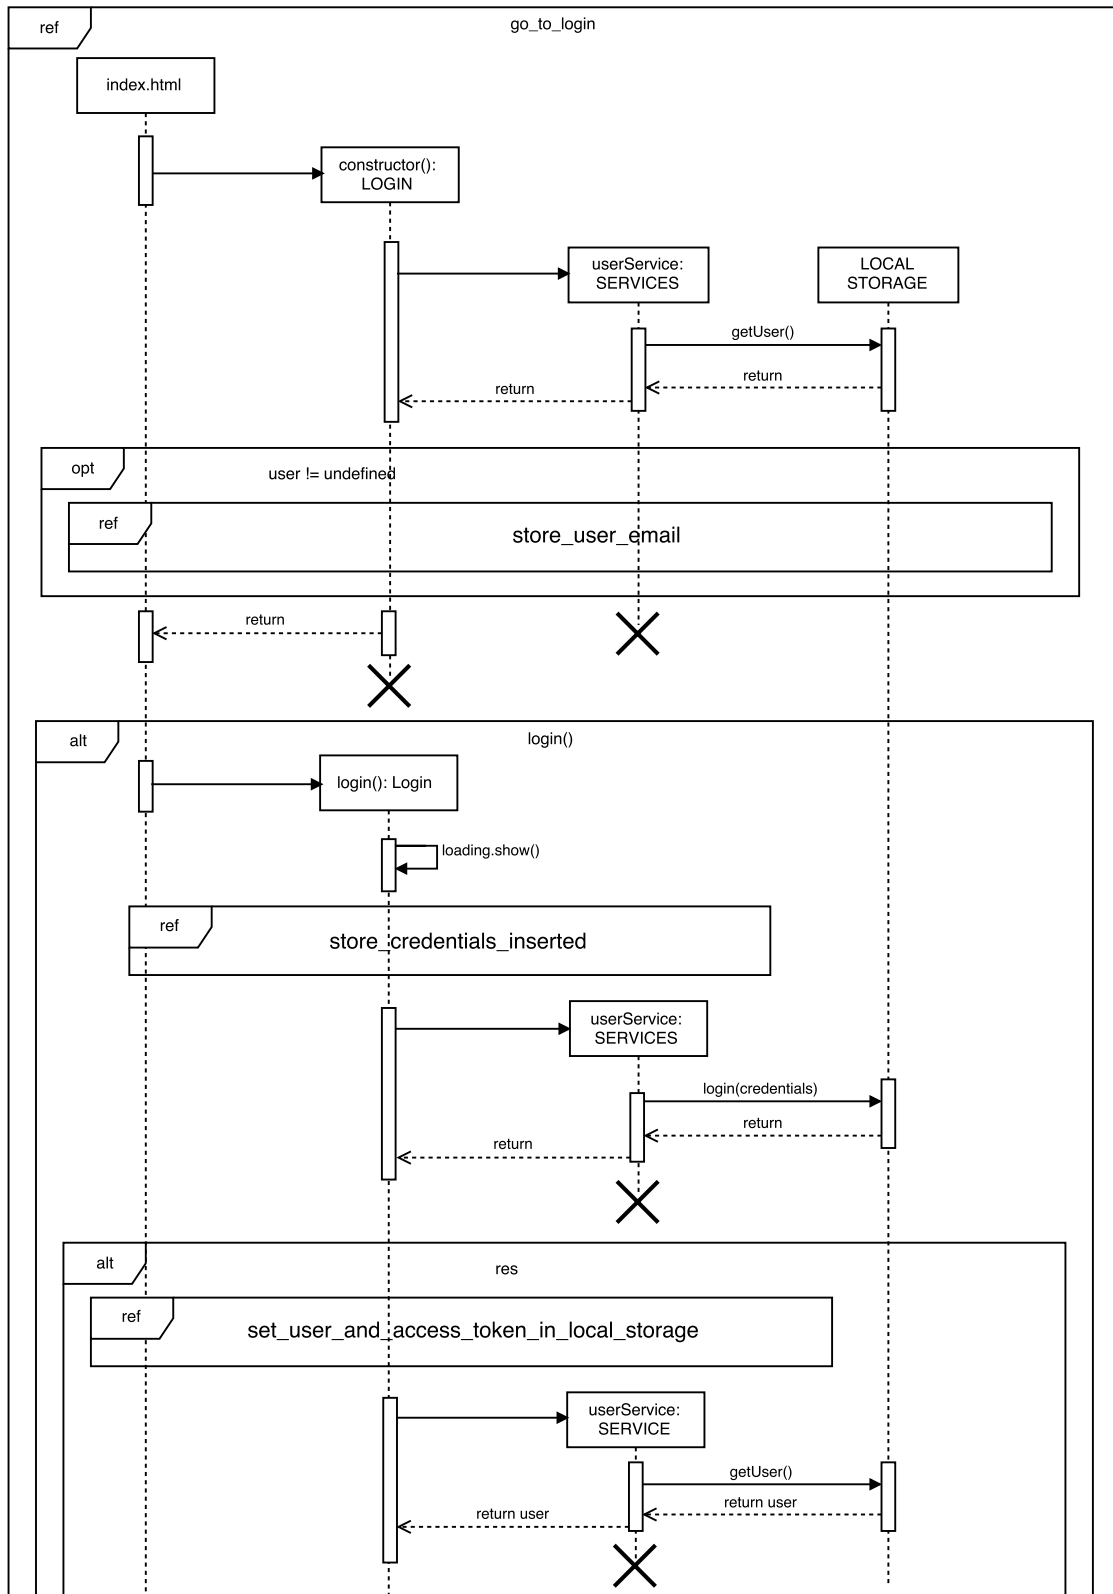 ref
go_to_login
index.html
constructor():
LOGIN
userService:
SERVICES
LOCAL
STORAGE
getUser()
return
return
opt
user != undefined
ref
store_user_email
return
alt
login()
login(): Login
loading.show()
ref
store_credentials_inserted
userService:
SERVICES
login(credentials)
return
return
alt
res
ref
set_user_and_access_token_in_local_storage
userService:
SERVICE
getUser()
return user
return user